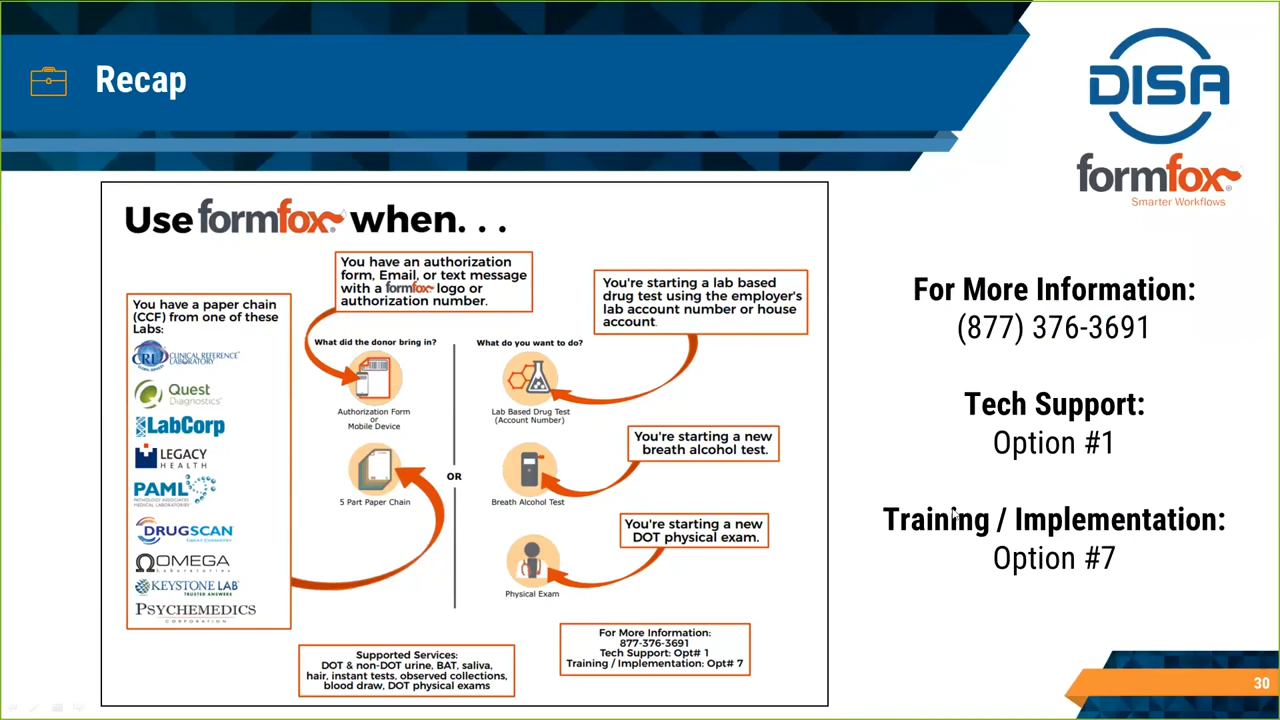 Recap
DISA
formfox
Smarter Workflows
Use formfox when. . .
You have an authorization
form, Email, or text message
with a formfox logo or
authorization number.
You're starting a lab based
drug test using the employer's
lab account number or house
account.
You have a paper chain
(CCF) from one of these
Labs:
CRL CLINICAL REFERENCE
LABORATORY
Quest
Diagnostics
LabCorp
LEGACY
HEALTH
PAML
PATHOLOGY ASSOCIATES
MEDICAL LABORATORIES
DRUGSCAN
OMEGA
Laboratories
KEYSTONE LAB
TRUSTED ANSWERS
PSYCHEMEDICS
CORPORATION
What did the donor bring in?
Authorization Form
or
Mobile Device
5 Part Paper Chain
OR
What do you want to do?
Lab Based Drug Test
(Account Number)
You're starting a new
breath alcohol test.
Breath Alcohol Test
You're starting a new
DOT physical exam.
Physical Exam
Supported Services:
DOT & non-DOT urine, BAT, saliva,
hair, instant tests, observed collections,
blood draw, DOT physical exams
For More Information:
877-376-3691
Tech Support: Opt# 1
Training / Implementation: Opt# 7
For More Information:
(877) 376-3691
Tech Support:
Option #1
Training / Implementation:
Option #7
30